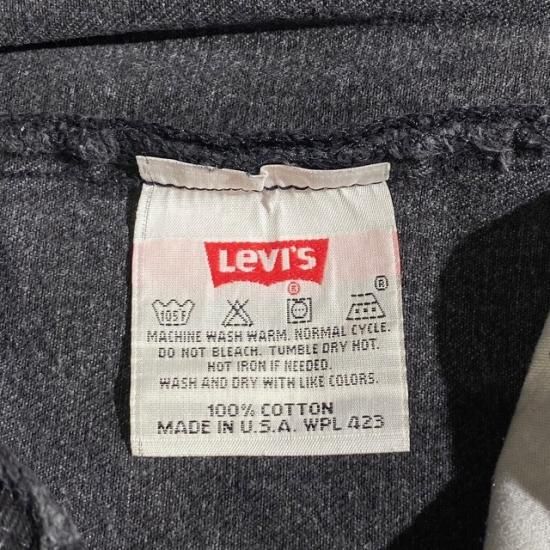 Levi's
®
105F ®
MACHINE WASH WARM. NORMAL CYCLE.
DO NOT BLEACH. TUMBLE DRY HOT.
HOT IRON IF NEEDED.
WASH AND DRY WITH LIKE COLORS.
100% COTTON
MADE IN U.S.A. WPL 423